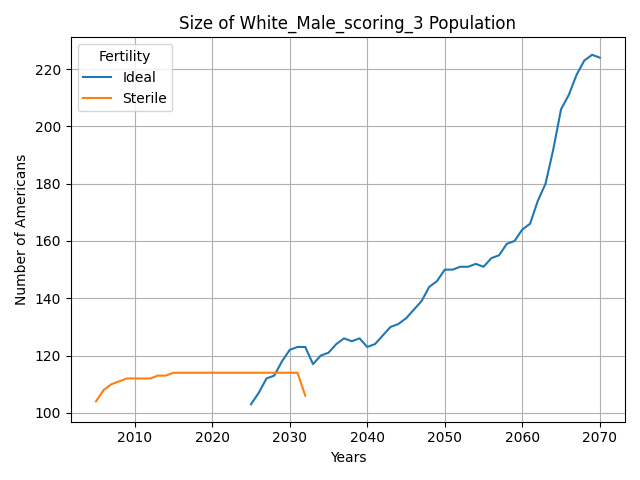 Size of White_Male_scoring_3 Population
Fertility
Ideal
Sterile
Number of Americans
220
200
180
160
140
120
100
2010
2020
2030
2040
2050
2060
2070
Years